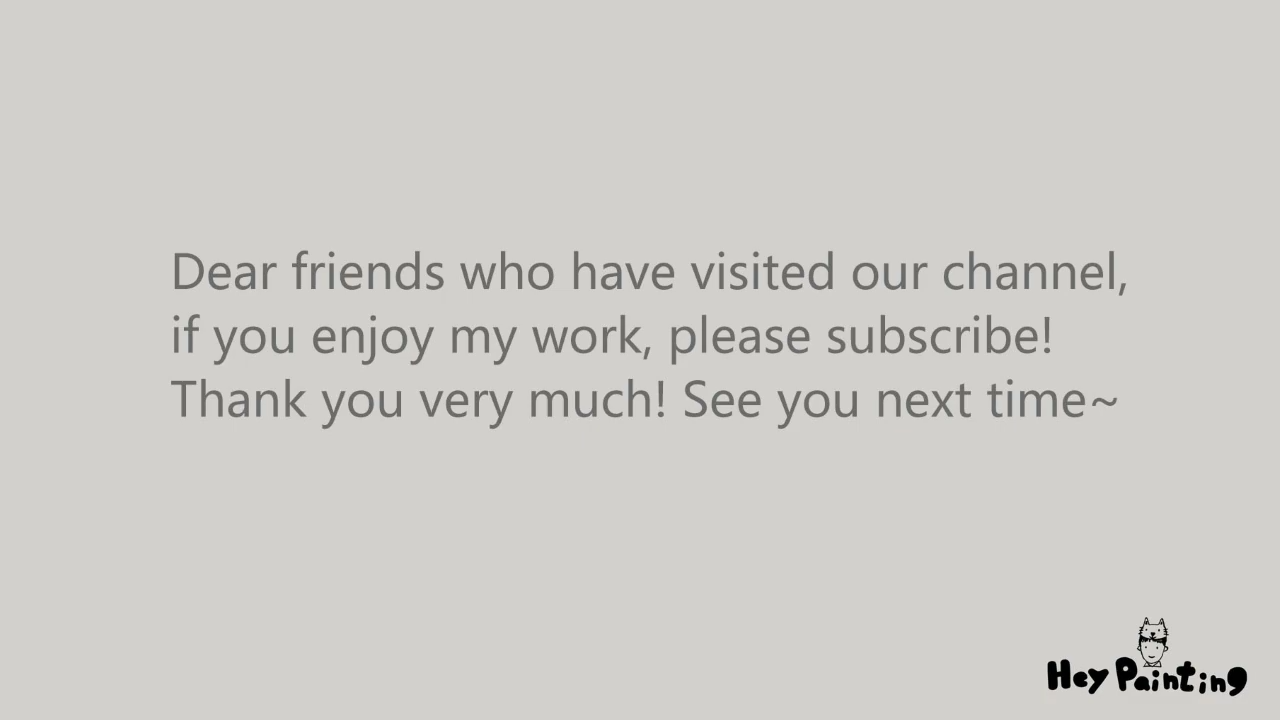 Dear friends who have visited our channel,
if you enjoy my work, please subscribe!
Thank you very much! See you next time~
Hey Painting